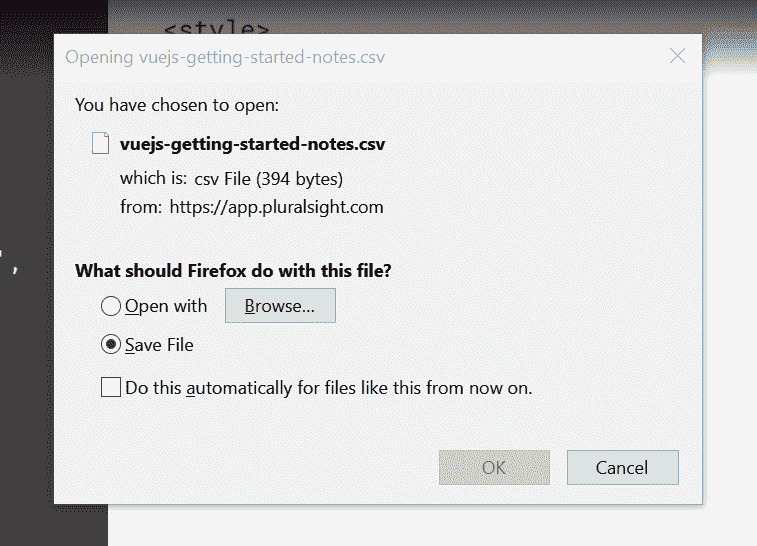 <style>
Opening vuejs-getting-started-notes.csv
You have chosen to open:
vuejs-getting-started-notes.csv
which is: csv File (394 bytes)
from: https://app.pluralsight.com
',
What should Firefox do with this file?
Open with Browse...
Save File
Do this automatically for files like this from now on.
OK Cancel